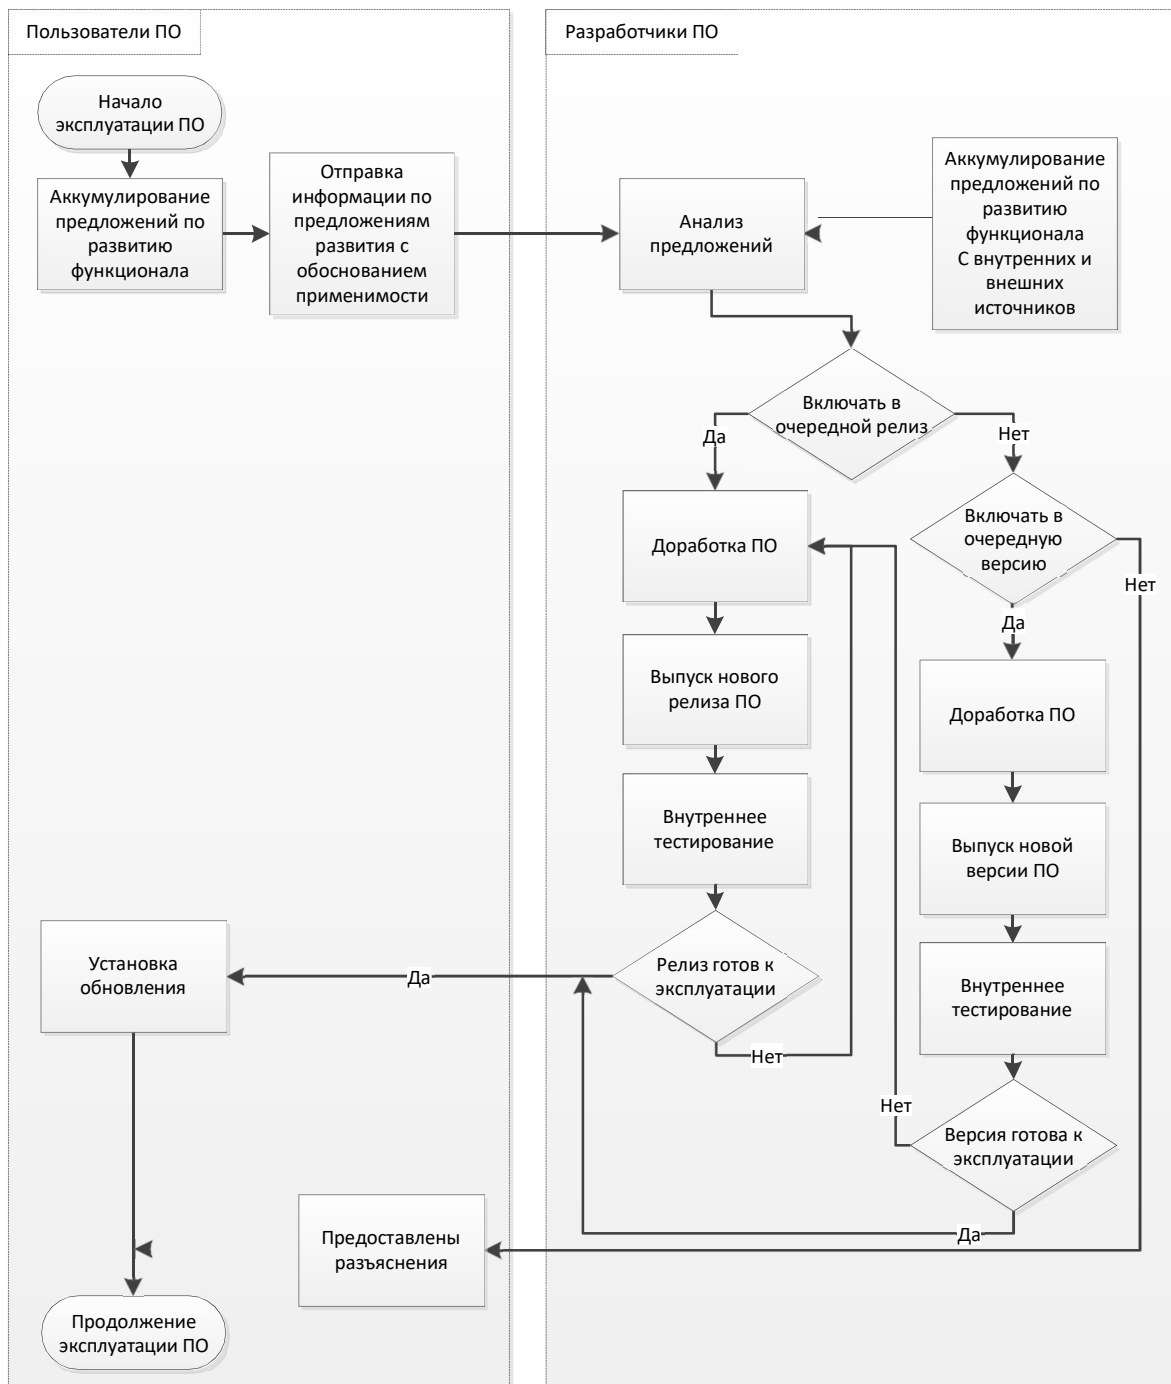 Пользователи ПО
Разработчики ПО
Начало
эксплуатации ПО
Аккумулирование
предложений по
развитию
функционала
Отправка
информации по
предложениям
развития с
обоснованием
применимости
Анализ
предложений
Аккумулирование
предложений по
развитию
функционала
С внутренних и
внешних
источников
Включать в
очередной релиз
Да
Нет
Включать в
очередную
версию
Доработка ПО
Нет
Да
Выпуск нового
релиза ПО
Доработка ПО
Внутреннее
тестирование
Выпуск новой
версии ПО
Установка
обновления
Да
Релиз готов к
эксплуатации
Внутреннее
тестирование
Нет
Нет
Версия готова к
эксплуатации
Да
Предоставлены
разъяснения
Продолжение
эксплуатации ПО